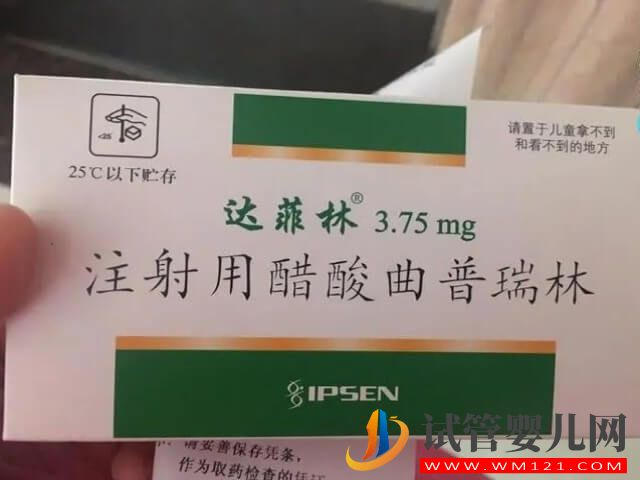 <25
25℃以下贮存
请置于儿童拿不到
和看不到的地方
达菲林® 3.75 mg
注射用醋酸曲普瑞林
IPSEN
请妥善保存凭条,
作为取药检查的凭证
试管婴儿网
WWW.WM121.COM